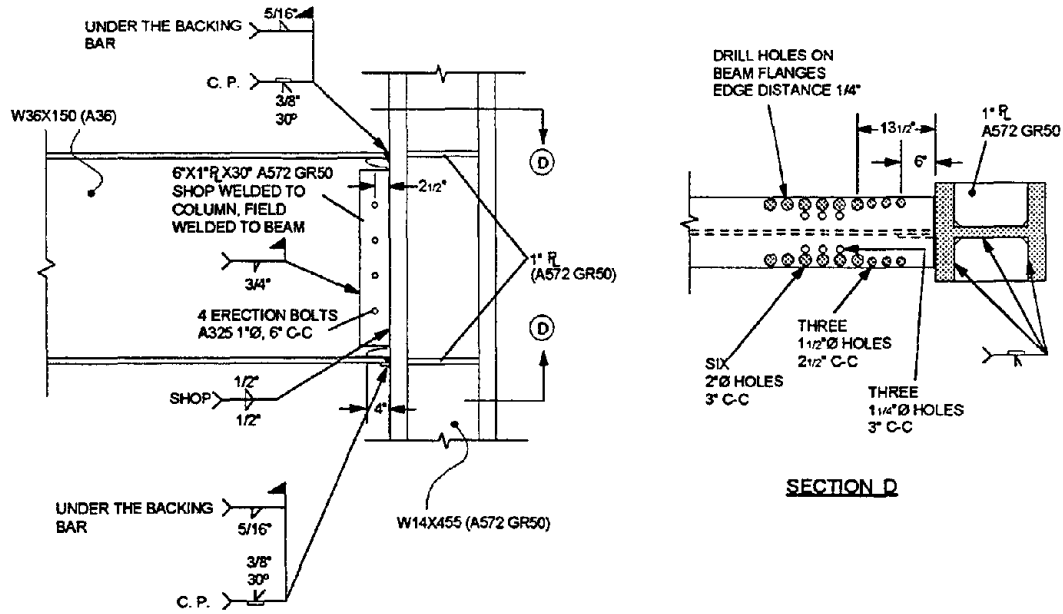 5/16"
UNDER THE BACKING
BAR
C. P.
3/8"
30º
W36X150 (A36)
6"X1"℄X30" A572 GR50
SHOP WELDED TO
COLUMN, FIELD
WELDED TO BEAM
2 1/2"
D
3/4"
1" ℄
(A572 GR50)
4 ERECTION BOLTS
A325 1"Ø, 6" C-C
D
SHOP
1/2"
1/2"
4"
UNDER THE BACKING
BAR
5/16"
3/8"
30º
C. P.
W14X455 (A572 GR50)
DRILL HOLES ON
BEAM FLANGES
EDGE DISTANCE 1/4"
13 1/2"
1" ℄
A572 GR50
6"
THREE
1 1/2"Ø HOLES
2 1/2" C-C
SIX
2"Ø HOLES
3" C-C
THREE
1 1/4"Ø HOLES
3" C-C
SECTION D